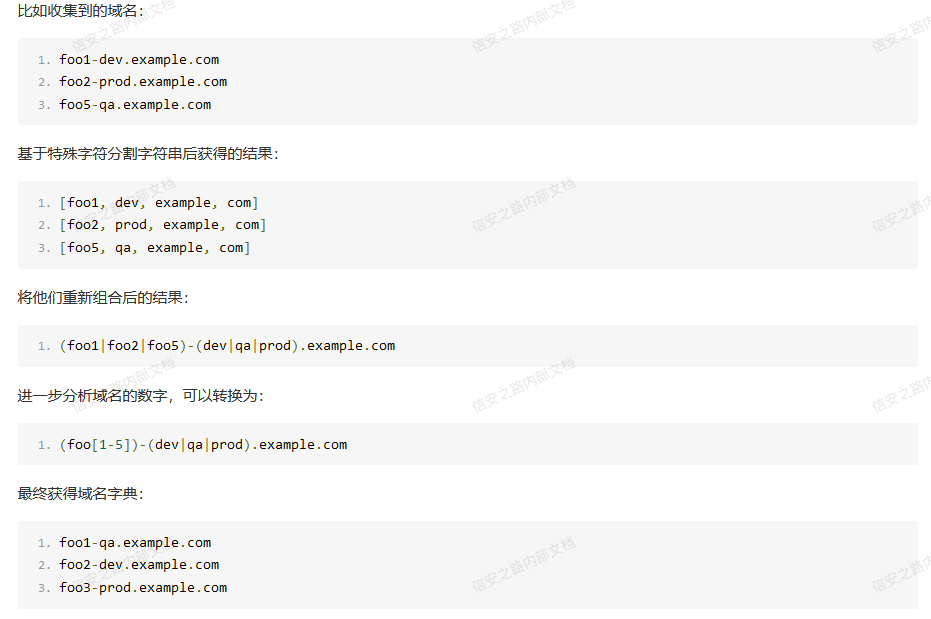 比如收集到的域名：
1. foo1-dev.example.com
2. foo2-prod.example.com
3. foo5-qa.example.com
基于特殊字符分割字符串后获得的结果：
1. [foo1, dev, example, com]
2. [foo2, prod, example, com]
3. [foo5, qa, example, com]
将他们重新组合后的结果：
1. (foo1|foo2|foo5)-(dev|qa|prod).example.com
进一步分析域名的数字，可以转换为：
1. (foo[1-5])-(dev|qa|prod).example.com
最终获得域名字典：
1. foo1-qa.example.com
2. foo2-dev.example.com
3. foo3-prod.example.com
信安之路内部文档
信安之路内部文档
信安之路内
信安之路内部文档
信安之路内部文档
信安之路内
信安之路内部文档
信安之路内部文档
信安之路内
信安之路内部文档
信安之路内部文档
信安之路内